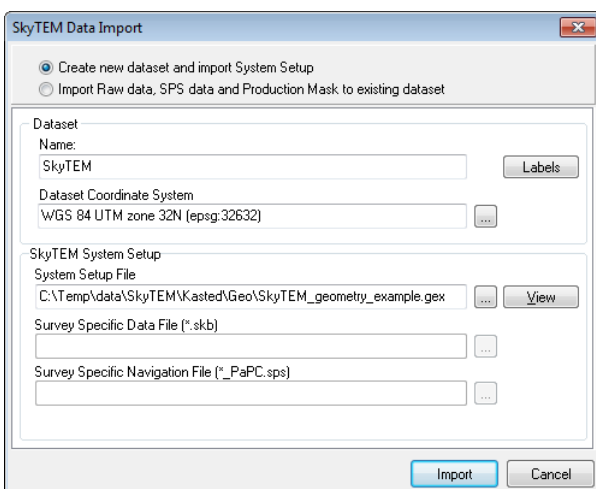 SkyTEM Data Import
Create new dataset and import System Setup
Import Raw data, SPS data and Production Mask to existing dataset
Dataset
Name:
SkyTEM
Labels
Dataset Coordinate System
WGS 84 UTM zone 32N (epsg:32632)
...
SkyTEM System Setup
System Setup File
C:\Temp\data\SkyTEM\Kasted\Geo\SkyTEM_geometry_example.gex
...
View
Survey Specific Data File (*.skb)
...
Survey Specific Navigation File (*_PaPC.sps)
...
Import
Cancel